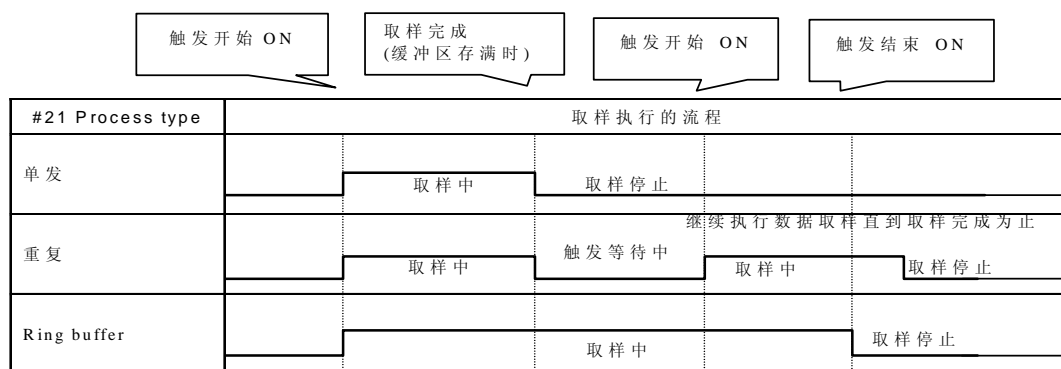 触发开始 ON
取样完成
(缓冲区存满时)
触发开始 ON
触发结束 ON
#21 Process type
取样执行的流程
单发
取样中
取样停止
继续执行数据取样直到取样完成为止
重复
取样中
触发等待中
取样中
取样停止
Ring buffer
取样中
取样停止